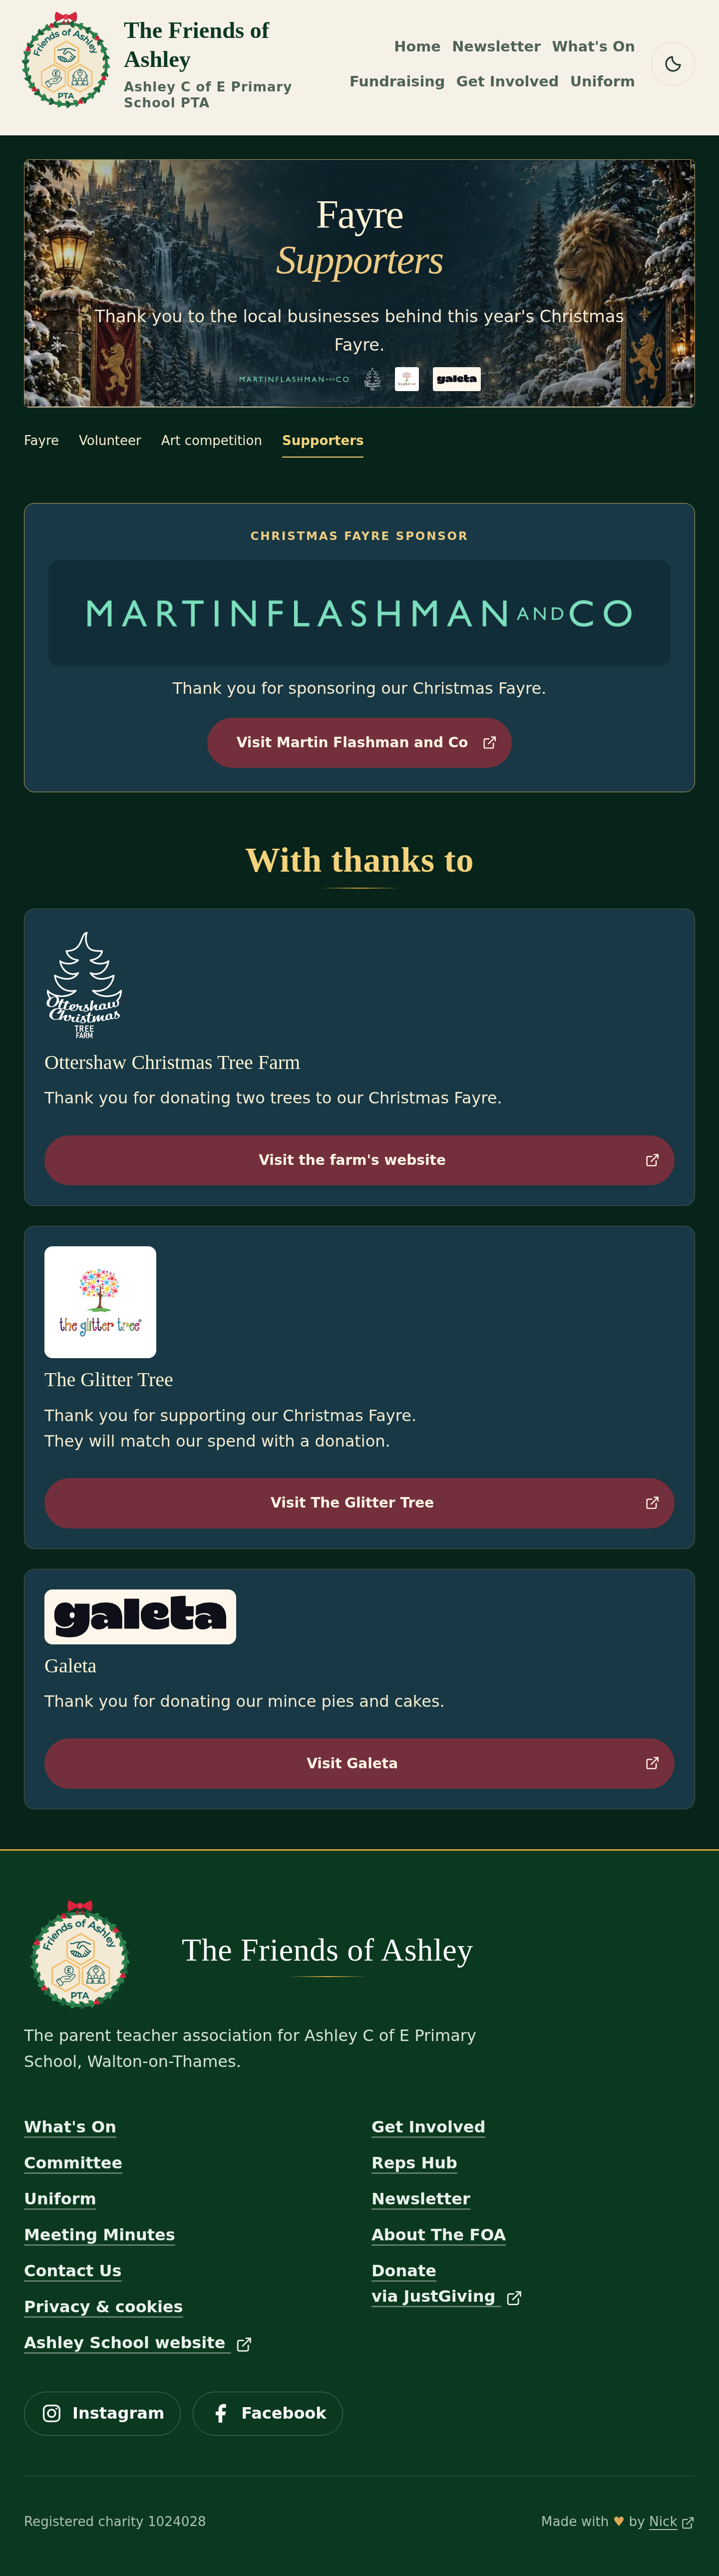 Friends of Ashley
PTA
The Friends of
Ashley
Ashley C of E Primary
School PTA
Home Newsletter What's On
Fundraising Get Involved Uniform
Fayre
Supporters
Thank you to the local businesses behind this year's Christmas
Fayre.
MARTINFLASHMANANDCO
galeta
Fayre Volunteer Art competition Supporters
CHRISTMAS FAYRE SPONSOR
MARTINFLASHMANANDCO
Thank you for sponsoring our Christmas Fayre.
Visit Martin Flashman and Co
With thanks to
Ottershaw
Christmas
TREE
FARM
Ottershaw Christmas Tree Farm
Thank you for donating two trees to our Christmas Fayre.
Visit the farm's website
the glitter tree
The Glitter Tree
Thank you for supporting our Christmas Fayre.
They will match our spend with a donation.
Visit The Glitter Tree
galeta
Galeta
Thank you for donating our mince pies and cakes.
Visit Galeta
Friends of Ashley
PTA
The Friends of Ashley
The parent teacher association for Ashley C of E Primary
School, Walton-on-Thames.
What's On
Committee
Uniform
Meeting Minutes
Contact Us
Privacy & cookies
Ashley School website
Get Involved
Reps Hub
Newsletter
About The FOA
Donate
via JustGiving
Instagram Facebook
Registered charity 1024028
Made with ♥ by Nick